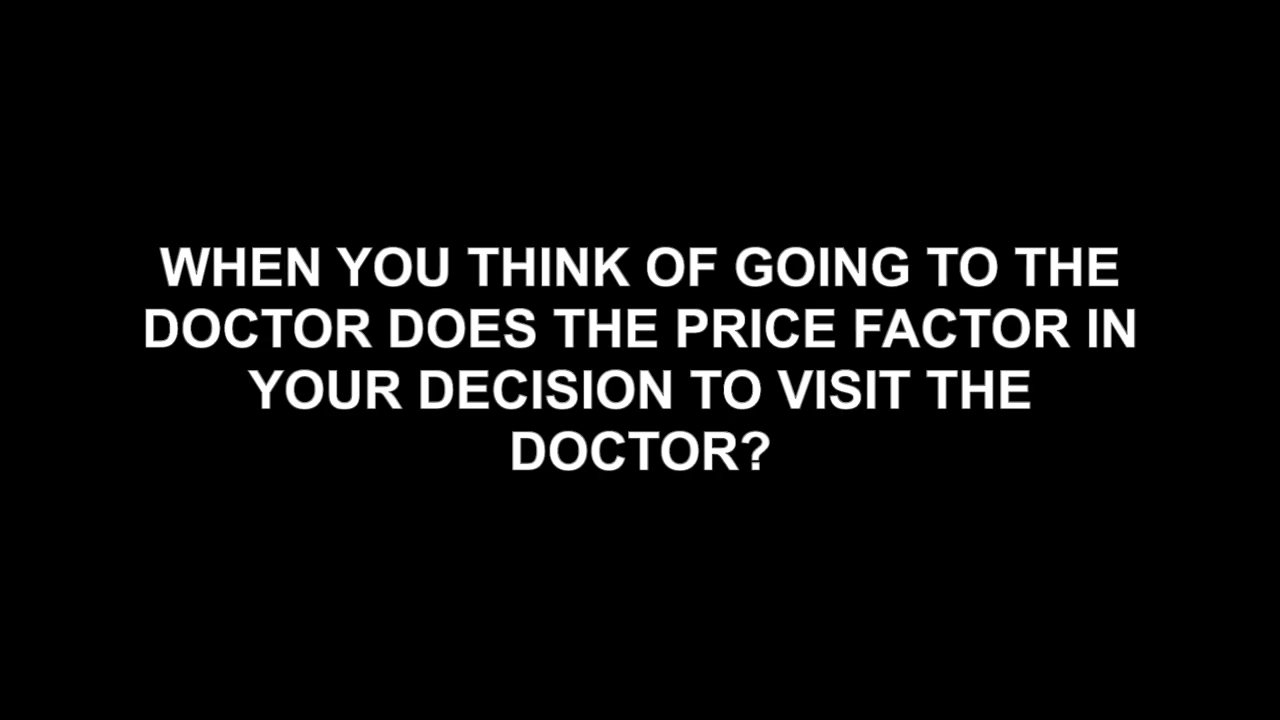 WHEN YOU THINK OF GOING TO THE
DOCTOR DOES THE PRICE FACTOR IN
YOUR DECISION TO VISIT THE
DOCTOR?